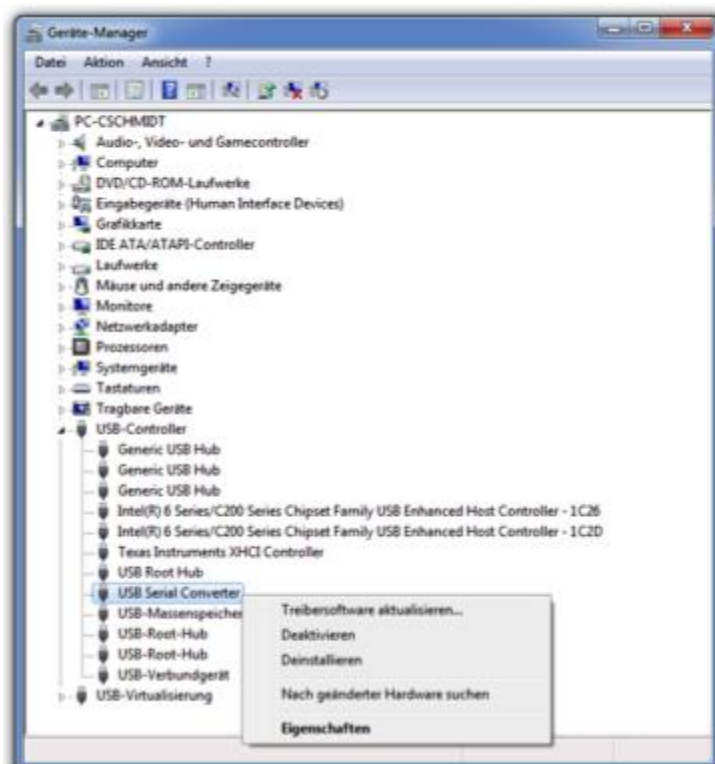 Geräte-Manager
Datei Aktion Ansicht ?
PC-CSCHMIDT
Audio-, Video- und Gamecontroller
Computer
DVD/CD-ROM-Laufwerke
Eingabegeräte (Human Interface Devices)
Grafikkarte
IDE ATA/ATAPI-Controller
Laufwerke
Mäuse und andere Zeigegeräte
Monitore
Netzwerkadapter
Prozessoren
Systemgeräte
Tastaturen
Tragbare Geräte
USB-Controller
Generic USB Hub
Generic USB Hub
Generic USB Hub
Intel(R) 6 Series/C200 Series Chipset Family USB Enhanced Host Controller - 1C26
Intel(R) 6 Series/C200 Series Chipset Family USB Enhanced Host Controller - 1C2D
Texas Instruments XHCI Controller
USB Root Hub
USB Serial Converter
USB-Massenspeicher
USB-Root-Hub
USB-Root-Hub
USB-Verbundgerät
USB-Virtualisierung
Treibersoftware aktualisieren...
Deaktivieren
Deinstallieren
Nach geänderter Hardware suchen
Eigenschaften